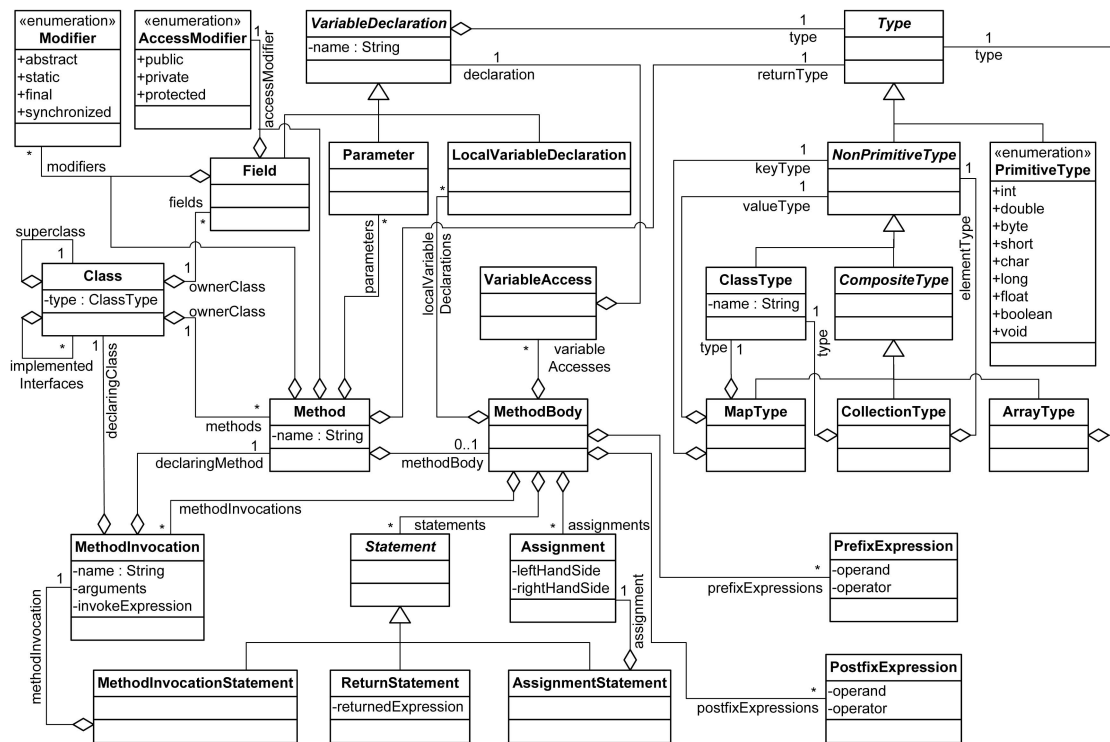 «enumeration»
Modifier
+abstract
+static
+final
+synchronized
«enumeration»
AccessModifier
+public
+private
+protected
1
accessModifier
VariableDeclaration
-name : String
1
type
1
declaration
Type
1
type
1
returnType
*
modifiers
Field
fields
*
Parameter
*
parameters
LocalVariableDeclaration
*
localVariable
Declarations
1
keyType
1
valueType
NonPrimitiveType
1
elementType
«enumeration»
PrimitiveType
+int
+double
+byte
+short
+char
+long
+float
+boolean
+void
superclass
1
Class
-type : ClassType
1
ownerClass
ownerClass
1
*
implemented
Interfaces
1
declaringClass
VariableAccess
*
variable
Accesses
ClassType
-name : String
1
type
type
1
CompositeType
*
methods
Method
-name : String
1
declaringMethod
0..1
methodBody
MethodBody
MapType
CollectionType
ArrayType
methodInvocations
*
*
statements
*
assignments
MethodInvocation
-name : String
-arguments
-invokeExpression
1
methodInvocation
Statement
Assignment
-leftHandSide
-rightHandSide
1
assignment
*
prefixExpressions
PrefixExpression
-operand
-operator
MethodInvocationStatement
ReturnStatement
-returnedExpression
AssignmentStatement
*
postfixExpressions
PostfixExpression
-operand
-operator